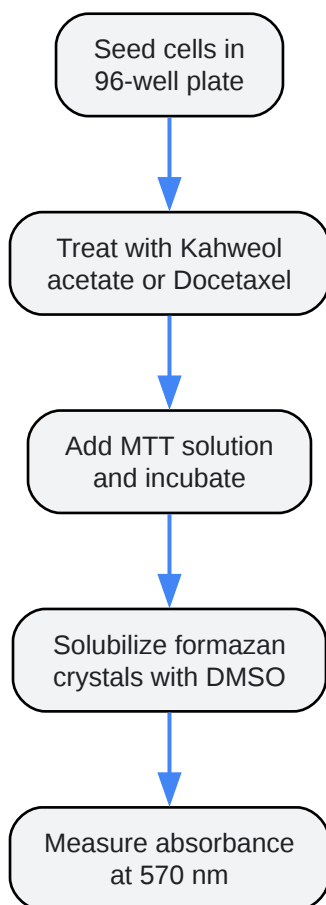 Seed cells in
96-well plate
Treat with Kahweol
acetate or Docetaxel
Add MTT solution
and incubate
Solubilize formazan
crystals with DMSO
Measure absorbance
at 570 nm